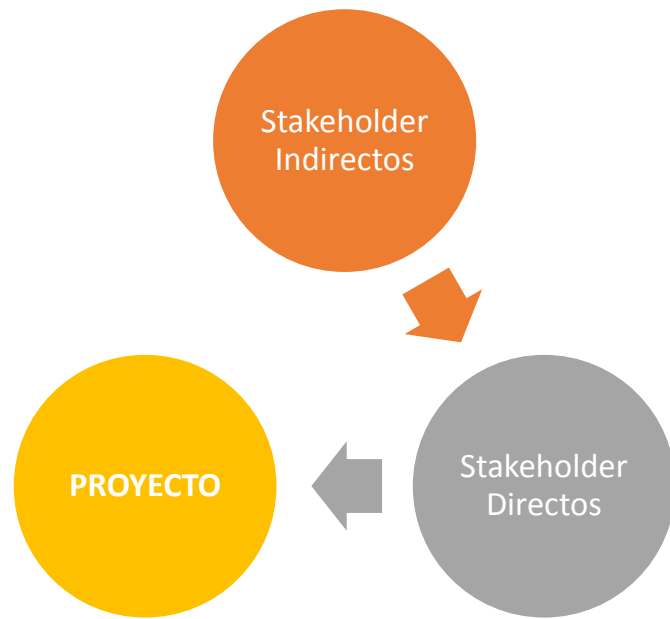 Stakeholder
Indirectos
PROYECTO
Stakeholder
Directos